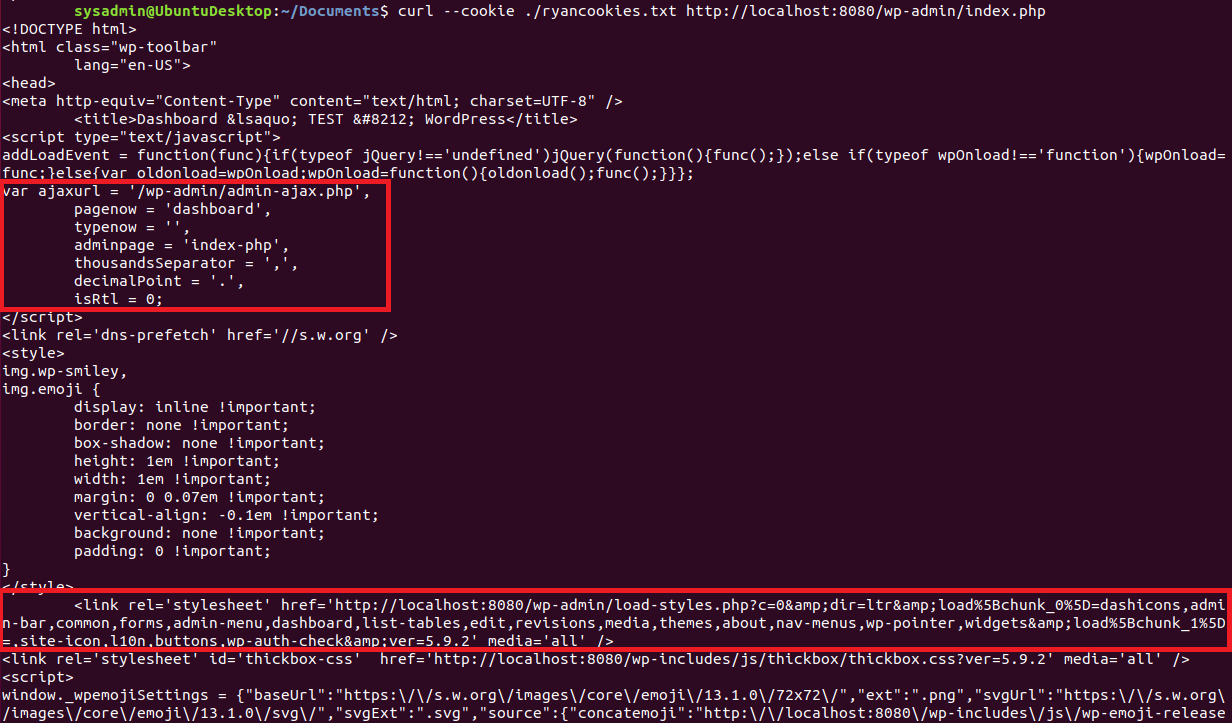 sysadmin@UbuntuDesktop:~/Documents$ curl --cookie ./ryancookies.txt http://localhost:8080/wp-admin/index.php
<!DOCTYPE html>
<html class="wp-toolbar"
        lang="en-US">
<head>
<meta http-equiv="Content-Type" content="text/html; charset=UTF-8" />
        <title>Dashboard &lsaquo; TEST &#8212; WordPress</title>
<script type="text/javascript">
addLoadEvent = function(func){if(typeof jQuery!=='undefined')jQuery(function(){func();});else if(typeof wpOnload!=='function'){wpOnload=
func;}else{var oldonload=wpOnload;wpOnload=function(){oldonload();func();}}};
var ajaxurl = '/wp-admin/admin-ajax.php',
        pagenow = 'dashboard',
        typenow = '',
        adminpage = 'index-php',
        thousandsSeparator = ',',
        decimalPoint = '.',
        isRtl = 0;
</script>
<link rel='dns-prefetch' href='//s.w.org' />
<style>
img.wp-smiley,
img.emoji {
        display: inline !important;
        border: none !important;
        box-shadow: none !important;
        height: 1em !important;
        width: 1em !important;
        margin: 0 0.07em !important;
        vertical-align: -0.1em !important;
        background: none !important;
        padding: 0 !important;
}
</style>
        <link rel='stylesheet' href='http://localhost:8080/wp-admin/load-styles.php?c=0&amp;dir=ltr&amp;load%5Bchunk_0%5D=dashicons,admi
n-bar,common,forms,admin-menu,dashboard,list-tables,edit,revisions,media,themes,about,nav-menus,wp-pointer,widgets&amp;load%5Bchunk_1%5D
=,site-icon,l10n,buttons,wp-auth-check&amp;ver=5.9.2' media='all' />
<link rel='stylesheet' id='thickbox-css'  href='http://localhost:8080/wp-includes/js/thickbox/thickbox.css?ver=5.9.2' media='all' />
<script>
window._wpemojiSettings = {"baseUrl":"https:\/\/s.w.org\/images\/core\/emoji\/13.1.0\/72x72\/","ext":".png","svgUrl":"https:\/\/s.w.org\
/images\/core\/emoji\/13.1.0\/svg\/","svgExt":".svg","source":{"concatemoji":"http:\/\/localhost:8080\/wp-includes\/js\/wp-emoji-release